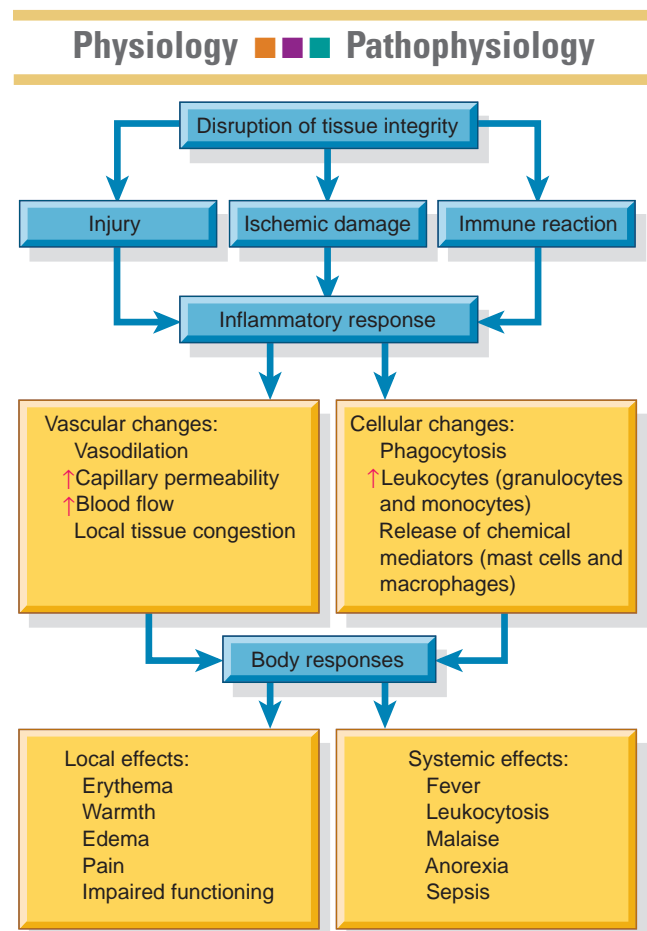 Physiology Pathophysiology
Disruption of tissue integrity
Injury
Ischemic damage
Immune reaction
Inflammatory response
Vascular changes:
Vasodilation
↑Capillary permeability
↑Blood flow
Local tissue congestion
Cellular changes:
Phagocytosis
↑Leukocytes (granulocytes
and monocytes)
Release of chemical
mediators (mast cells and
macrophages)
Body responses
Local effects:
Erythema
Warmth
Edema
Pain
Impaired functioning
Systemic effects:
Fever
Leukocytosis
Malaise
Anorexia
Sepsis